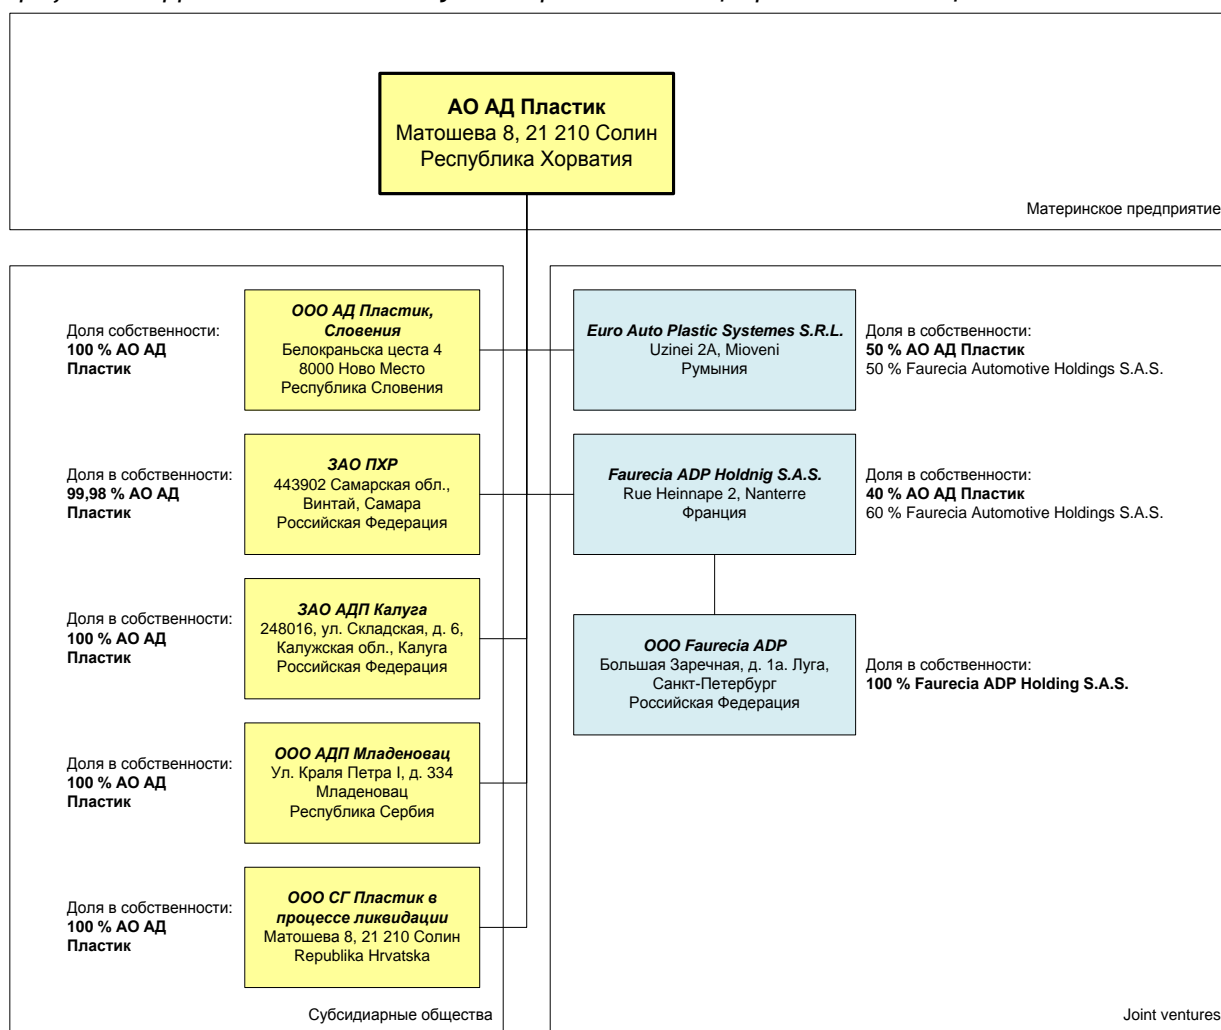 АО АД Пластик
Матошева 8, 21 210 Солин
Республика Хорватия
Материнское предприятие
Доля собственности:
100 % АО АД
Пластик
ООО АД Пластик,
Словения
Белокраньска цеста 4
8000 Ново Место
Республика Словения
Euro Auto Plastic Systemes S.R.L.
Uzinei 2A, Mioveni
Румыния
Доля в собственности:
50 % АО АД Пластик
50 % Faurecia Automotive Holdings S.A.S.
Доля в собственности:
99,98 % АО АД
Пластик
ЗАО ПХР
443902 Самарская обл.,
Винтай, Самара
Российская Федерация
Faurecia ADP Holdnig S.A.S.
Rue Heinnape 2, Nanterre
Франция
Доля в собственности:
40 % АО АД Пластик
60 % Faurecia Automotive Holdings S.A.S.
Доля в собственности:
100 % АО АД
Пластик
ЗАО АДП Калуга
248016, ул. Складская, д. 6,
Калужская обл., Калуга
Российская Федерация
ООО Faurecia ADP
Большая Заречная, д. 1а. Луга,
Санкт-Петербург
Российская Федерация
Доля в собственности:
100 % Faurecia ADP Holding S.A.S.
Доля в собственности:
100 % АО АД
Пластик
ООО АДП Младеновац
Ул. Краля Петра I, д. 334
Младеновац
Республика Сербия
Доля в собственности:
100 % АО АД
Пластик
ООО СГ Пластик в
процессе ликвидации
Матошева 8, 21 210 Солин
Republika Hrvatska
Субсидиарные общества
Joint ventures